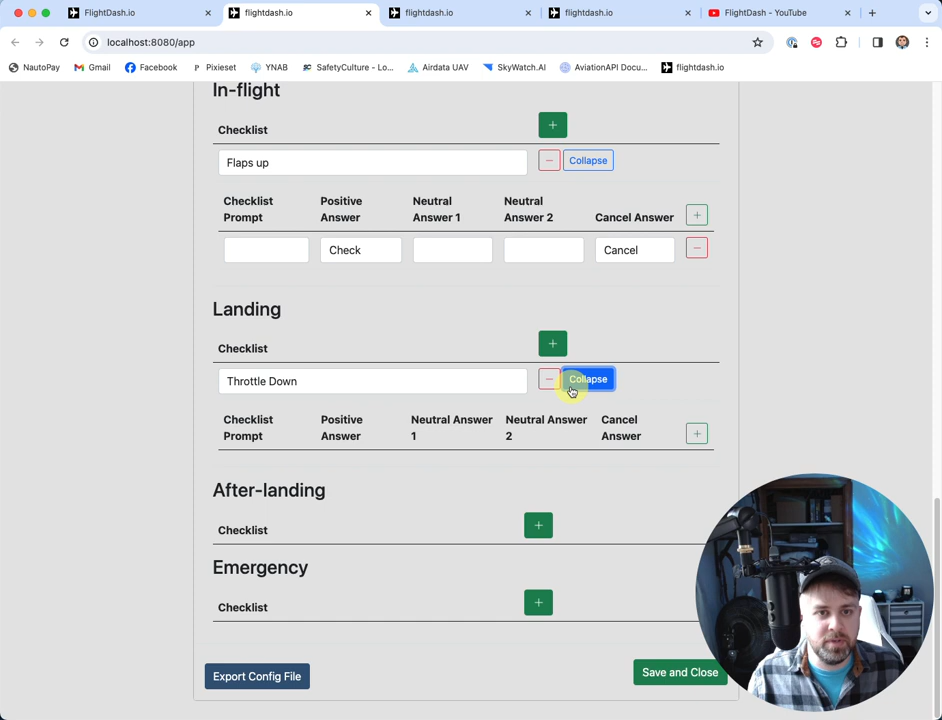 FlightDash.io
flightdash.io
flightdash.io
flightdash.io
FlightDash - YouTube
localhost:8080/app
NautoPay
Gmail
Facebook
Pixieset
YNAB
SafetyCulture - Lo...
Airdata UAV
SkyWatch.AI
AviationAPI Docu...
flightdash.io
In-flight
Checklist
+
Flaps up
Collapse
Checklist Prompt
Positive Answer
Neutral Answer 1
Neutral Answer 2
Cancel Answer
+
Check
Cancel
Landing
Checklist
+
Throttle Down
Collapse
Checklist Prompt
Positive Answer
Neutral Answer 1
Neutral Answer 2
Cancel Answer
+
After-landing
Checklist
+
Emergency
Checklist
+
Export Config File
Save and Close